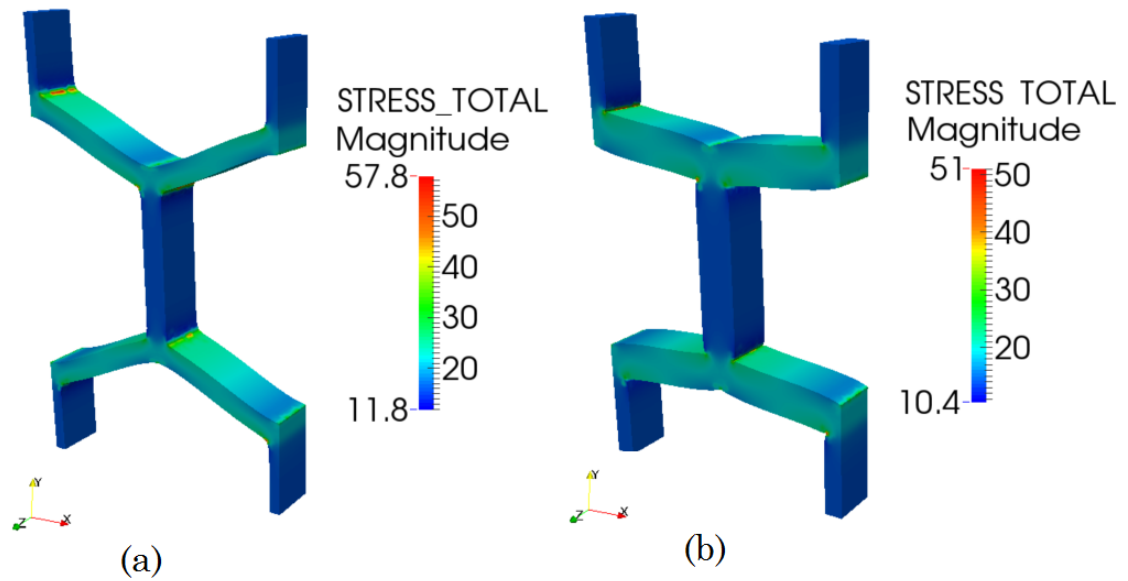 STRESS_TOTAL
Magnitude
57.8
50
40
30
20
11.8
Y
X
Z
(a)
STRESS TOTAL
Magnitude
51
50
40
30
20
10.4
Y
X
Z
(b)